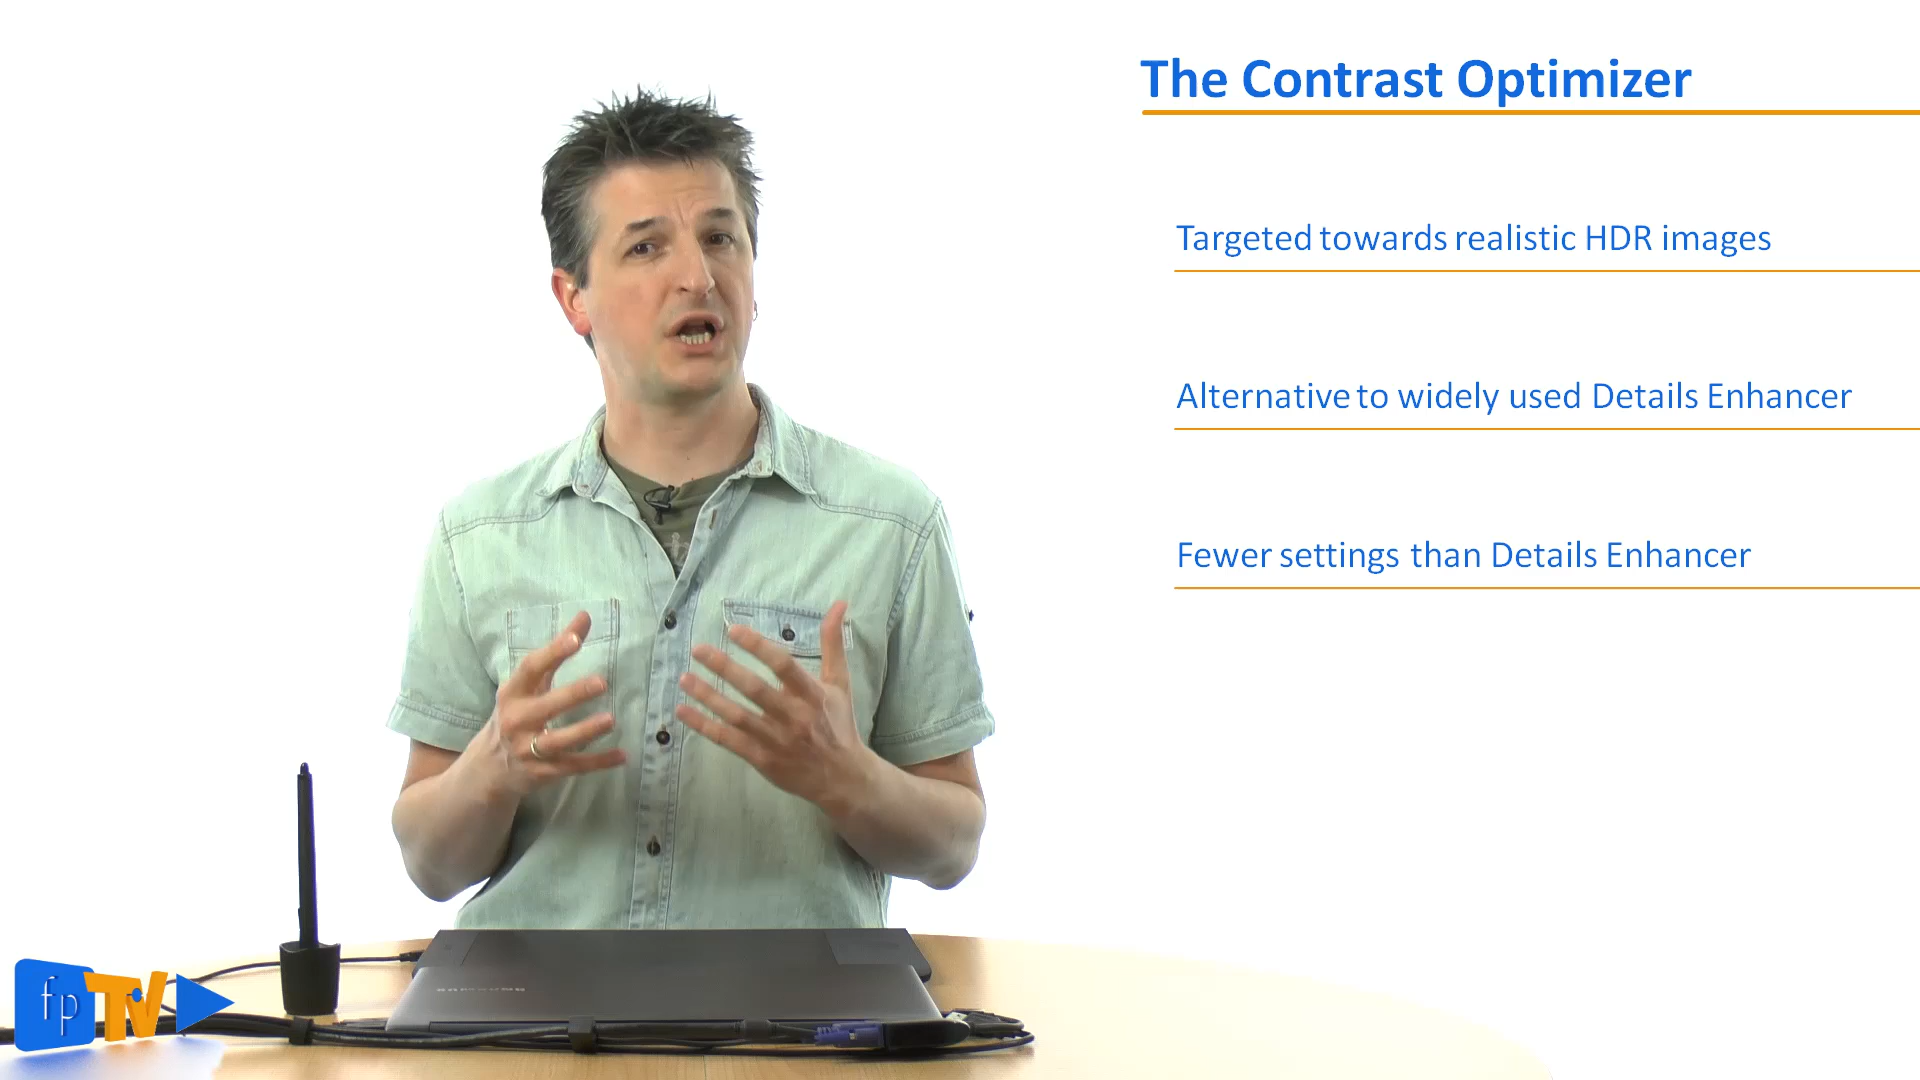 The Contrast Optimizer
Targeted towards realistic HDR images
Alternative to widely used Details Enhancer
Fewer settings than Details Enhancer
SAMSUNG
fp TV